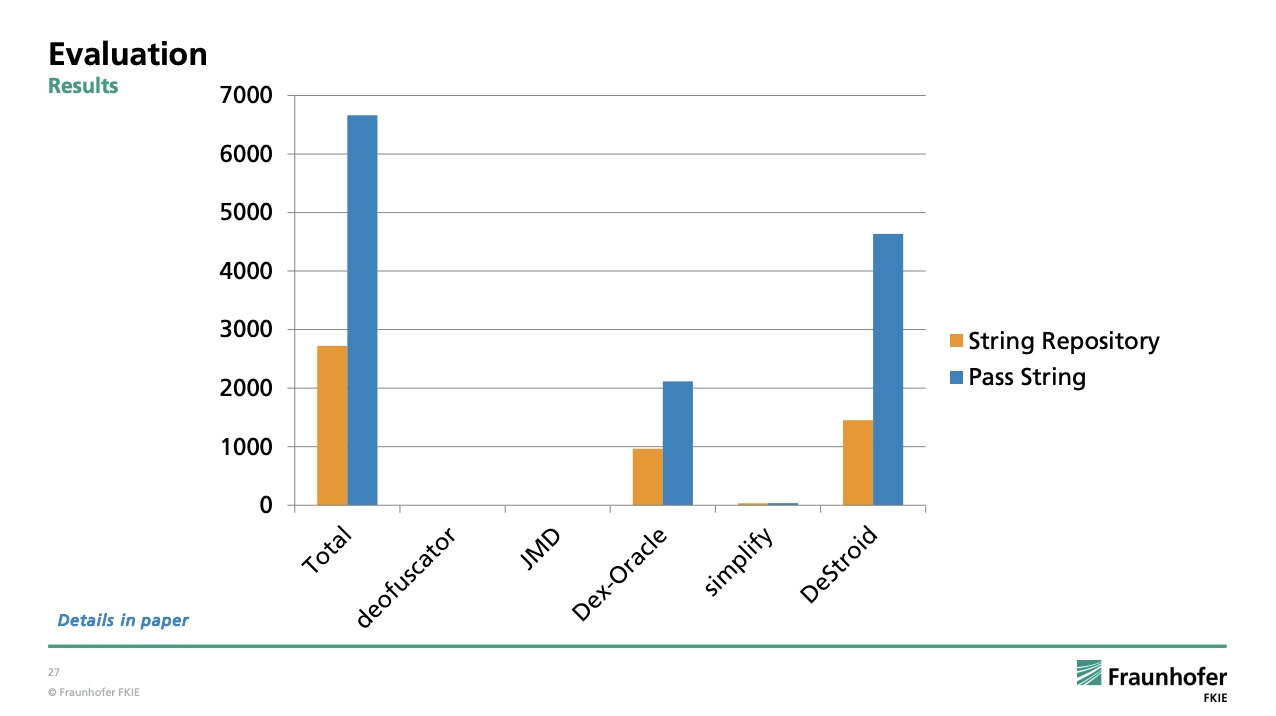 Evaluation
Results
7000
6000
5000
4000
3000
2000
1000
0
Total
deofuscator
JMD
Dex-Oracle
simplify
DeStroid
String Repository
Pass String
Details in paper
27
© Fraunhofer FKIE
Fraunhofer
FKIE